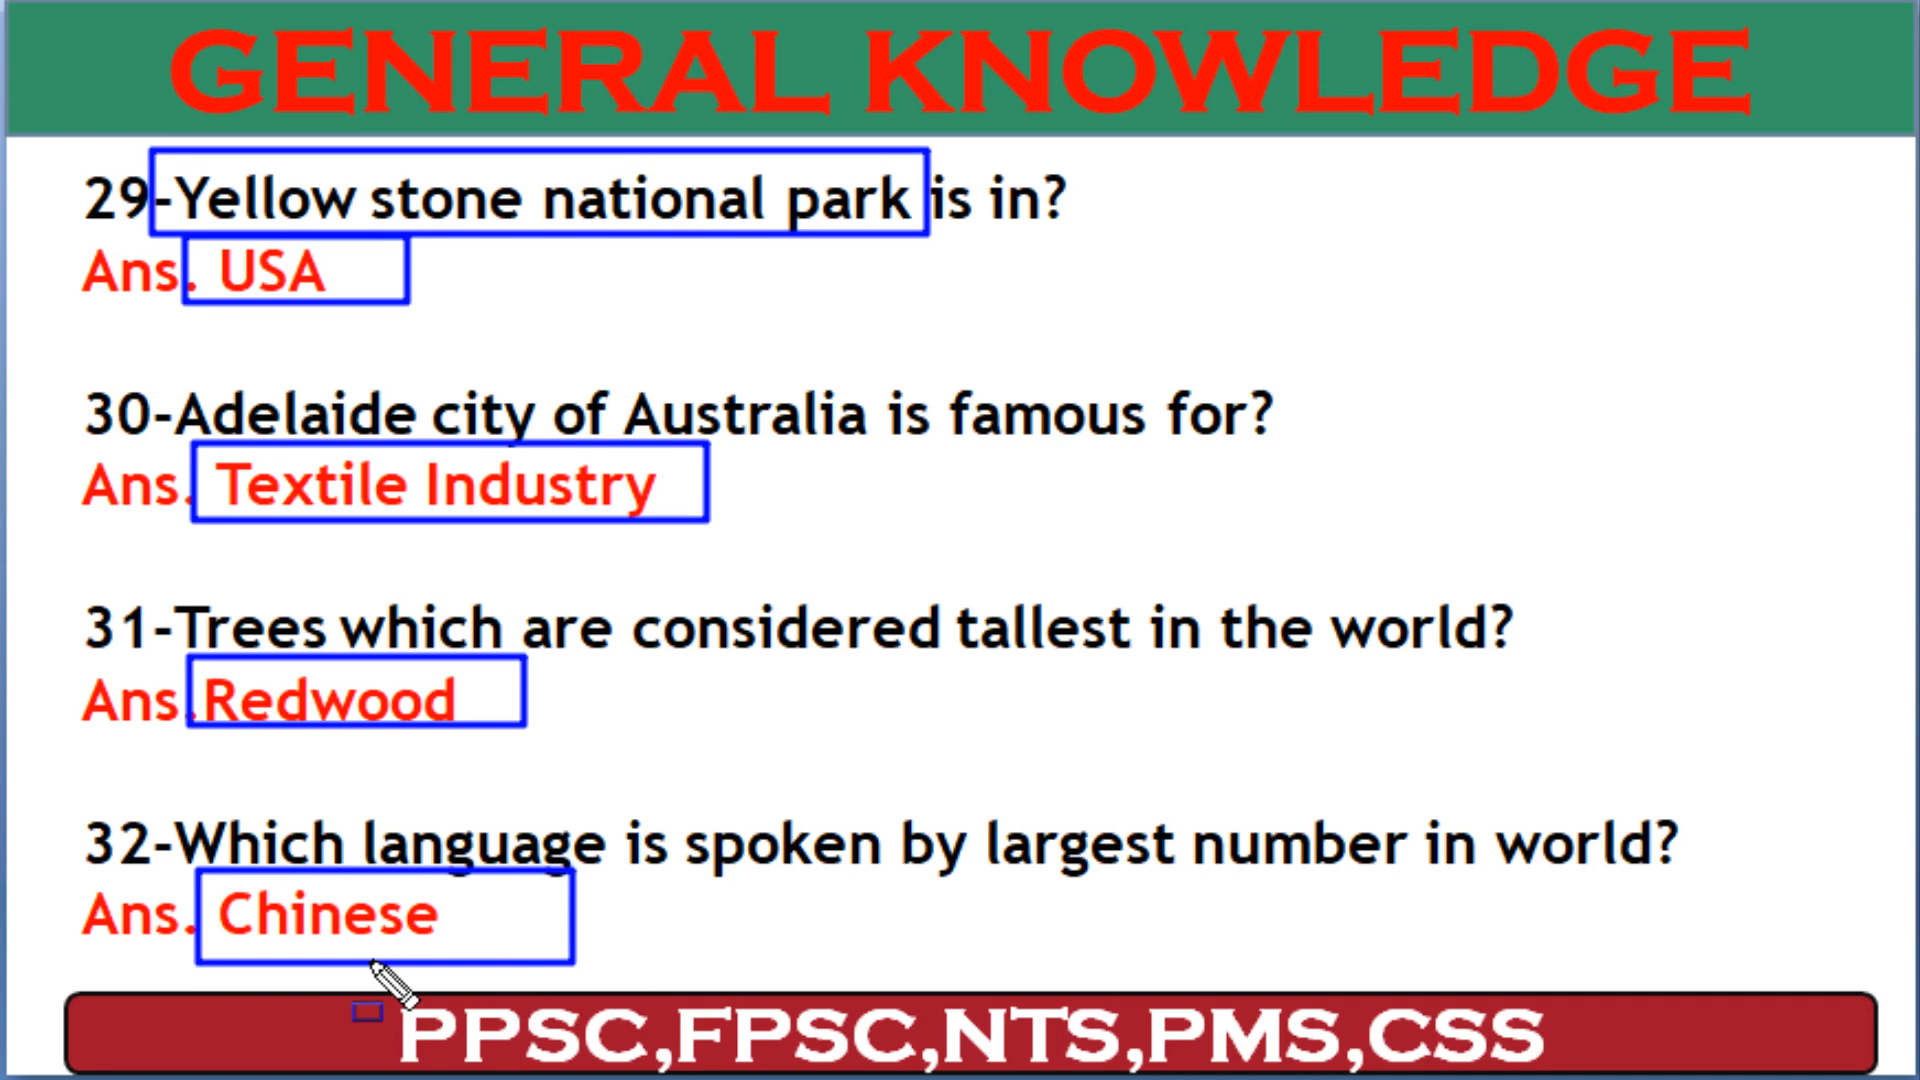 GENERAL KNOWLEDGE
29-Yellow stone national park is in?
Ans. USA
30-Adelaide city of Australia is famous for?
Ans. Textile Industry
31-Trees which are considered tallest in the world?
Ans.Redwood
32-Which language is spoken by largest number in world?
Ans. Chinese
PPSC,FPSC,NTS,PMS,CSS